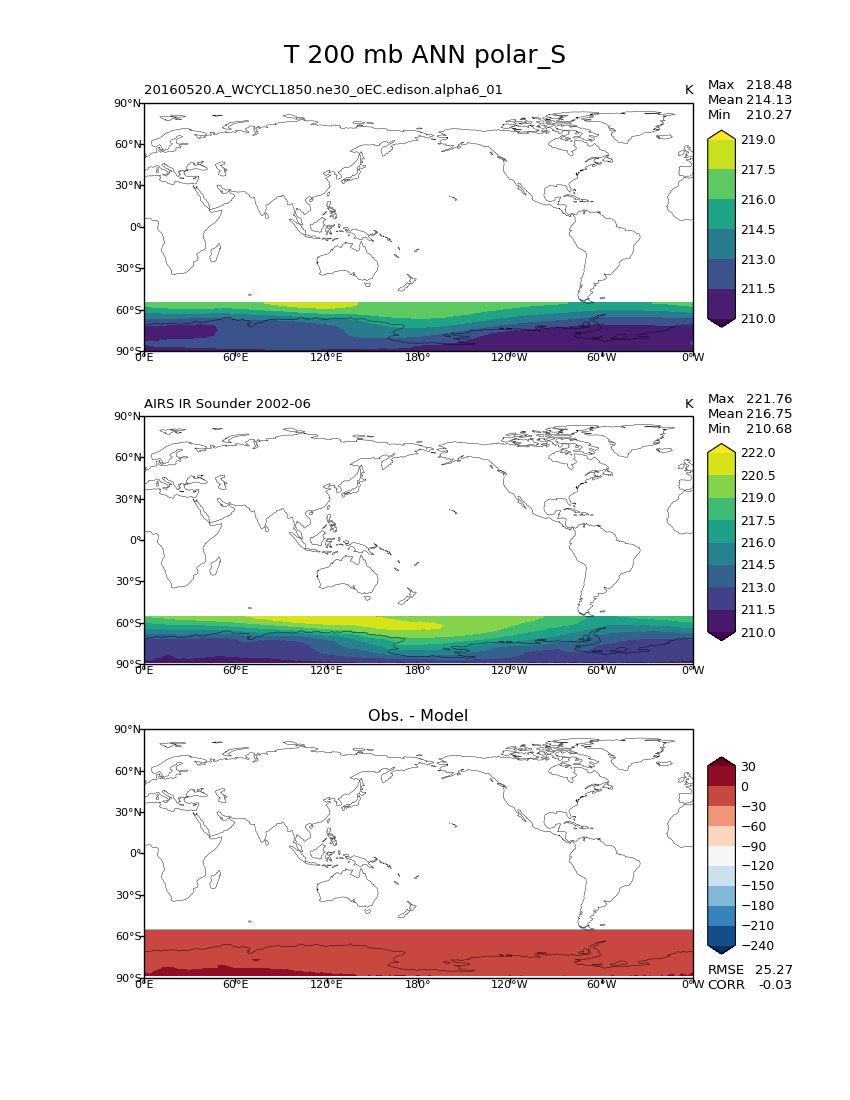 T 200 mb ANN polar_S
20160520.A_WCYCL1850.ne30_oEC.edison.alpha6_01
K
Max 218.48
Mean 214.13
Min 210.27
90°N
60°N
30°N
0°
30°S
60°S
90°S
0°E 60°E 120°E 180° 120°W 60°W 0°W
219.0
217.5
216.0
214.5
213.0
211.5
210.0
AIRS IR Sounder 2002-06
K
Max 221.76
Mean 216.75
Min 210.68
90°N
60°N
30°N
0°
30°S
60°S
90°S
0°E 60°E 120°E 180° 120°W 60°W 0°W
222.0
220.5
219.0
217.5
216.0
214.5
213.0
211.5
210.0
Obs. - Model
90°N
60°N
30°N
0°
30°S
60°S
90°S
0°E 60°E 120°E 180° 120°W 60°W 0°W
30
0
−30
−60
−90
−120
−150
−180
−210
−240
RMSE 25.27
CORR -0.03